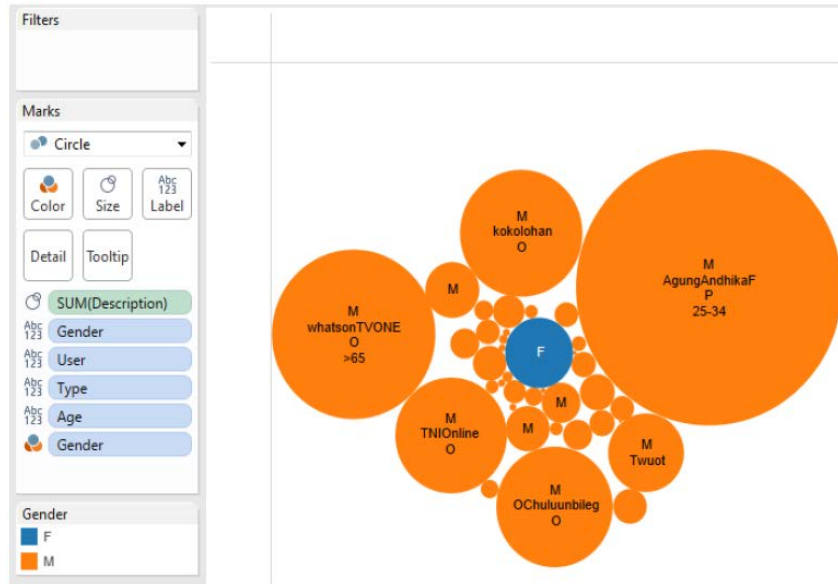 Filters
Marks
Circle
Color
Size
Abc
123
Label
Detail
Tooltip
SUM(Description)
Abc
123
Gender
Abc
123
User
Abc
123
Type
Abc
123
Age
Gender
Gender
F
M
M
kokolohan
O
M
AgungAndhikaF
P
25-34
M
M
whatsonTVONE
O
>65
F
M
M
M
TNIOnline
O
M
Twuot
M
OChuluunbileg
O